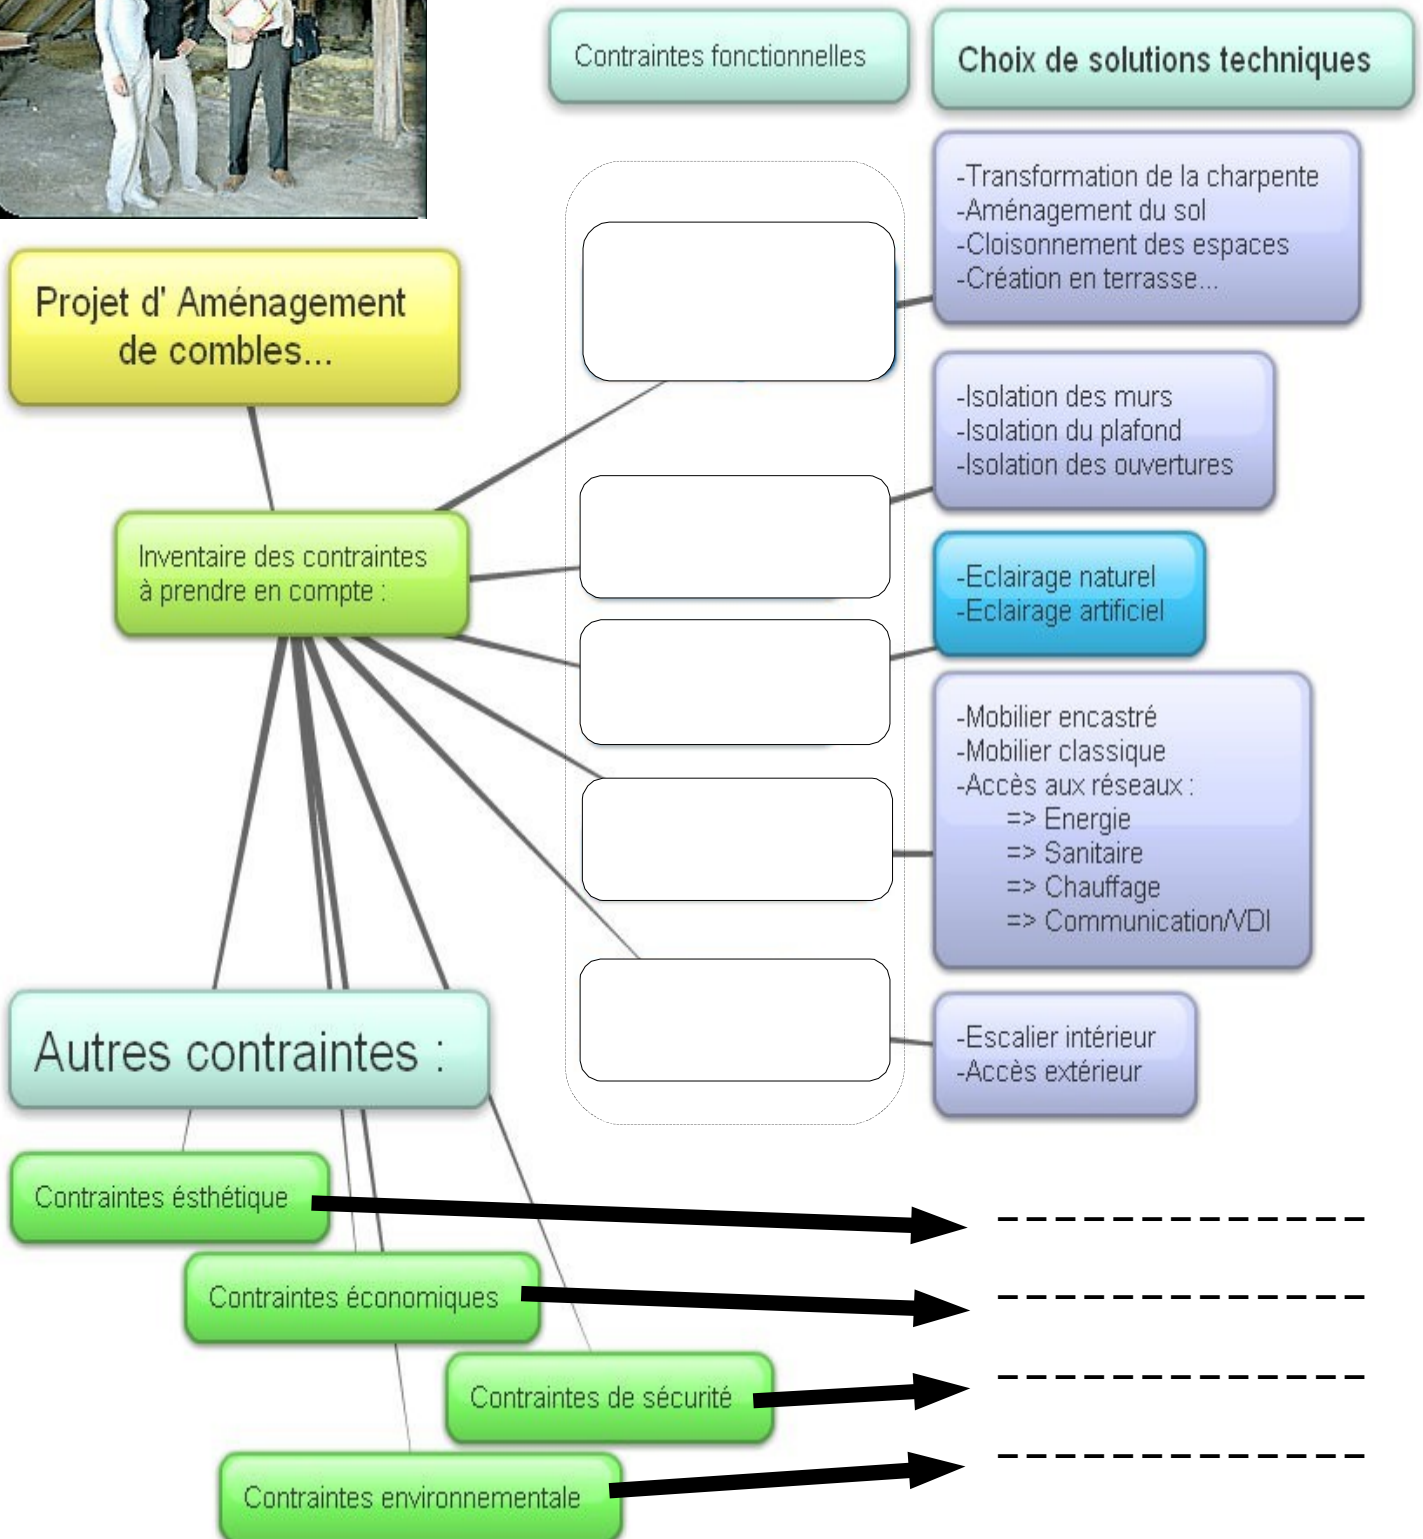 Contraintes fonctionnelles
Choix de solutions techniques
-Transformation de la charpente
-Aménagement du sol
-Cloisonnement des espaces
-Création en terrasse...
Projet d' Aménagement
de combles...
-Isolation des murs
-Isolation du plafond
-Isolation des ouvertures
Inventaire des contraintes
à prendre en compte :
-Eclairage naturel
-Eclairage artificiel
-Mobilier encastré
-Mobilier classique
-Accès aux réseaux :
=> Energie
=> Sanitaire
=> Chauffage
=> Communication/VDI
-Escalier intérieur
-Accès extérieur
Autres contraintes :
Contraintes ésthétique
Contraintes économiques
Contraintes de sécurité
Contraintes environnementale